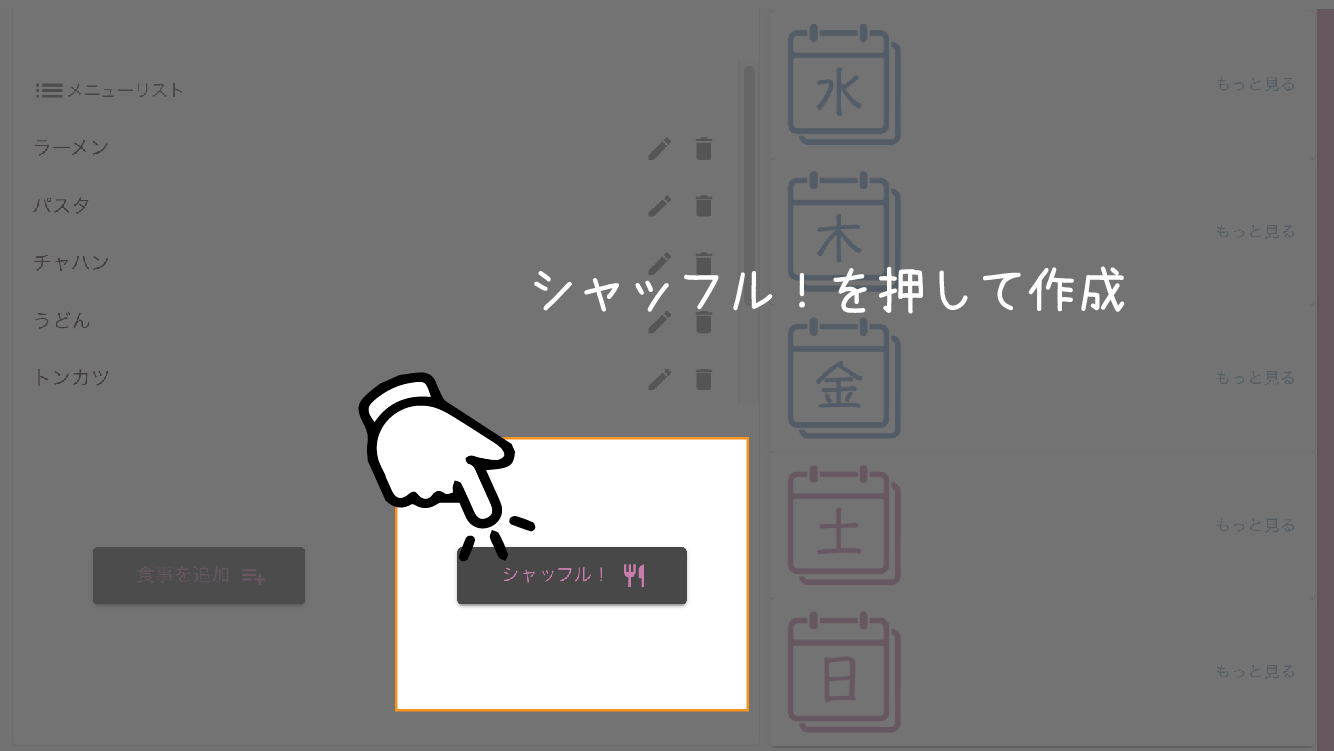 メニューリスト
ラーメン
パスタ
チャハン
うどん
トンカツ
食事を追加
シャッフル！
シャッフル！を押して作成
水
もっと見る
木
もっと見る
金
もっと見る
土
もっと見る
日
もっと見る